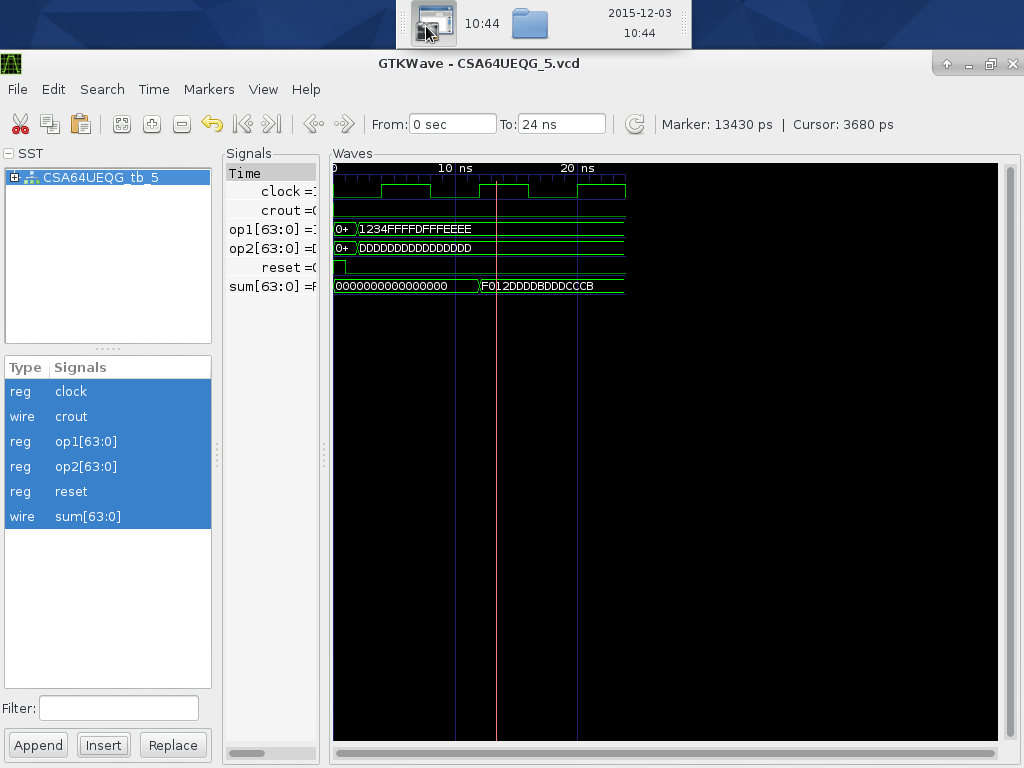 10:44
2015-12-03
10:44
GTKWave - CSA64UEQG_5.vcd
File Edit Search Time Markers View Help
From: 0 sec To: 24 ns Marker: 13430 ps | Cursor: 3680 ps
SST
CSA64UEQG_tb_5
Type Signals
reg clock
wire crout
reg op1[63:0]
reg op2[63:0]
reg reset
wire sum[63:0]
Filter:
Append Insert Replace
Signals
Time
clock =
crout =
op1[63:0] =
op2[63:0] =
reset =
sum[63:0] =
Waves
0 10 ns 20 ns
0+ 1234FFFFDFFFEEEE
0+ DDDDDDDDDDDDDDDD
0000000000000000 F012DDDDBDDDCCCB